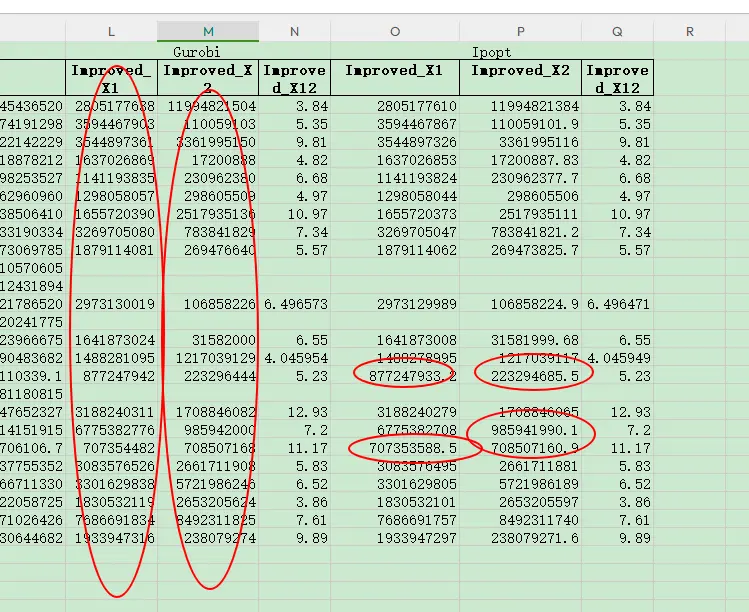 L M N O P Q R
Gurobi Ipopt
Improved_X1 Improved_X2 Improved_X12 Improved_X1 Improved_X2 Improved_X12
45436520 2805177638 11994821504 3.84 2805177610 11994821384 3.84
74191298 3594467903 110059103 5.35 3594467867 110059101.9 5.35
22142229 3544897361 3361995150 9.81 3544897326 3361995116 9.81
18878212 1637026869 17200888 4.82 1637026853 17200887.83 4.82
98253527 1141193835 230962380 6.68 1141193824 230962377.7 6.68
62960960 1298058057 298605509 4.97 1298058044 298605506 4.97
38506410 1655720390 2517935136 10.97 1655720373 2517935111 10.97
33190334 3269705080 783841829 7.34 3269705047 783841821.2 7.34
73069785 1879114081 269476640 5.57 1879114062 269473825.7 5.57
10570605
12431894
21786520 2973130019 106858226 6.496573 2973129989 106858224.9 6.496471
20241775
23966675 1641873024 31582000 6.55 1641873008 31581999.68 6.55
90483682 1488281095 1217039129 4.045954 1488278995 1217039117 4.045949
110339.1 877247942 223296444 5.23 877247933.2 223294685.5 5.23
81180815
47652327 3188240311 1708846082 12.93 3188240279 1708846065 12.93
14151915 6775382776 985942000 7.2 6775382708 985941990.1 7.2
706106.7 707354482 708507168 11.17 707353588.5 708507160.9 11.17
37755352 3083576526 2661711908 5.83 3083576495 2661711881 5.83
66711330 3301629838 5721986246 6.52 3301629805 5721986189 6.52
22058725 1830532119 2653205624 3.86 1830532101 2653205597 3.86
71026426 7686691834 8492311825 7.61 7686691757 8492311740 7.61
30644682 1933947316 238079274 9.89 1933947297 238079271.6 9.89